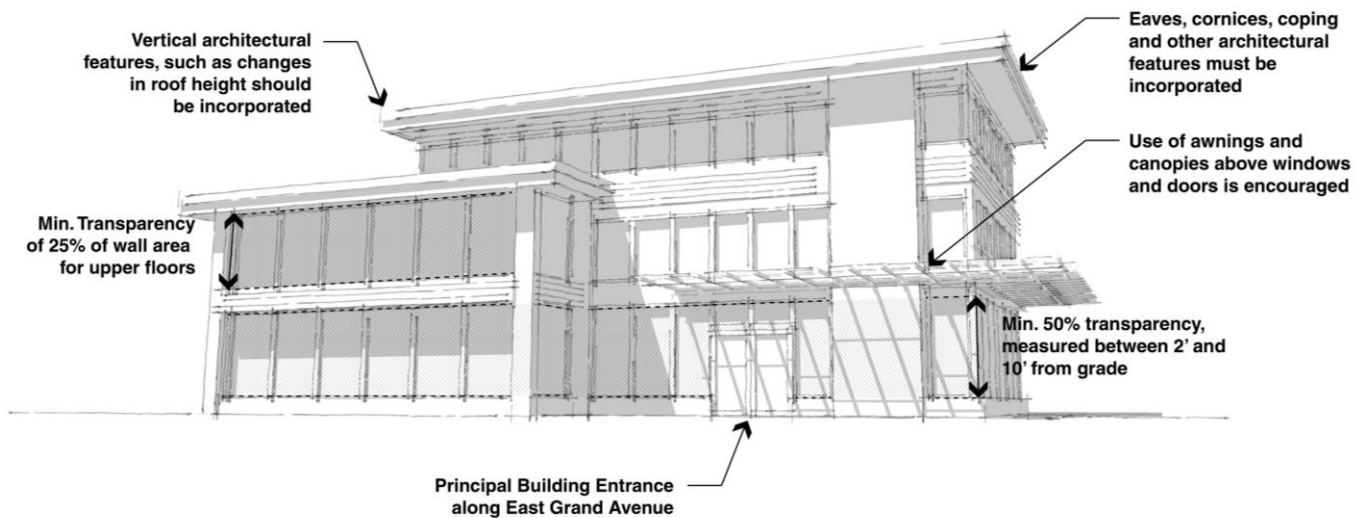 Vertical architectural
features, such as changes
in roof height should
be incorporated
Eaves, cornices, coping
and other architectural
features must be
incorporated
Use of awnings and
canopies above windows
and doors is encouraged
Min. Transparency
of 25% of wall area
for upper floors
Min. 50% transparency,
measured between 2’ and
10’ from grade
Principal Building Entrance
along East Grand Avenue